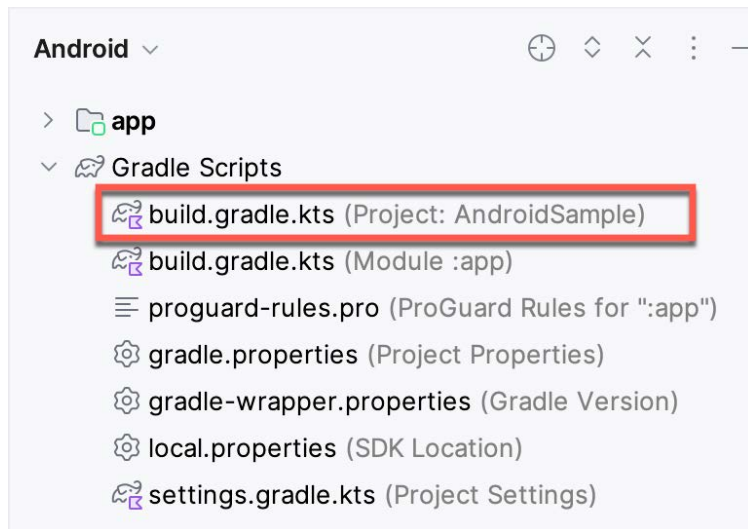 Android
app
Gradle Scripts
build.gradle.kts (Project: AndroidSample)
build.gradle.kts (Module :app)
proguard-rules.pro (ProGuard Rules for ":app")
gradle.properties (Project Properties)
gradle-wrapper.properties (Gradle Version)
local.properties (SDK Location)
settings.gradle.kts (Project Settings)